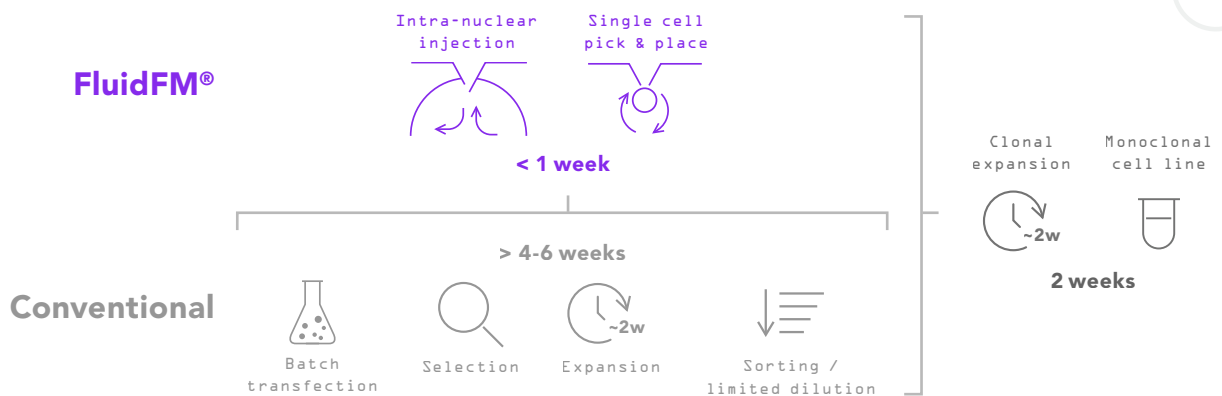 Intra-nuclear
injection
Single cell
pick & place
FluidFM®
< 1 week
Clonal
expansion
Monoclonal
cell line
~2w
2 weeks
> 4-6 weeks
Conventional
~2w
Batch
transfection
Selection
Expansion
Sorting /
limited dilution